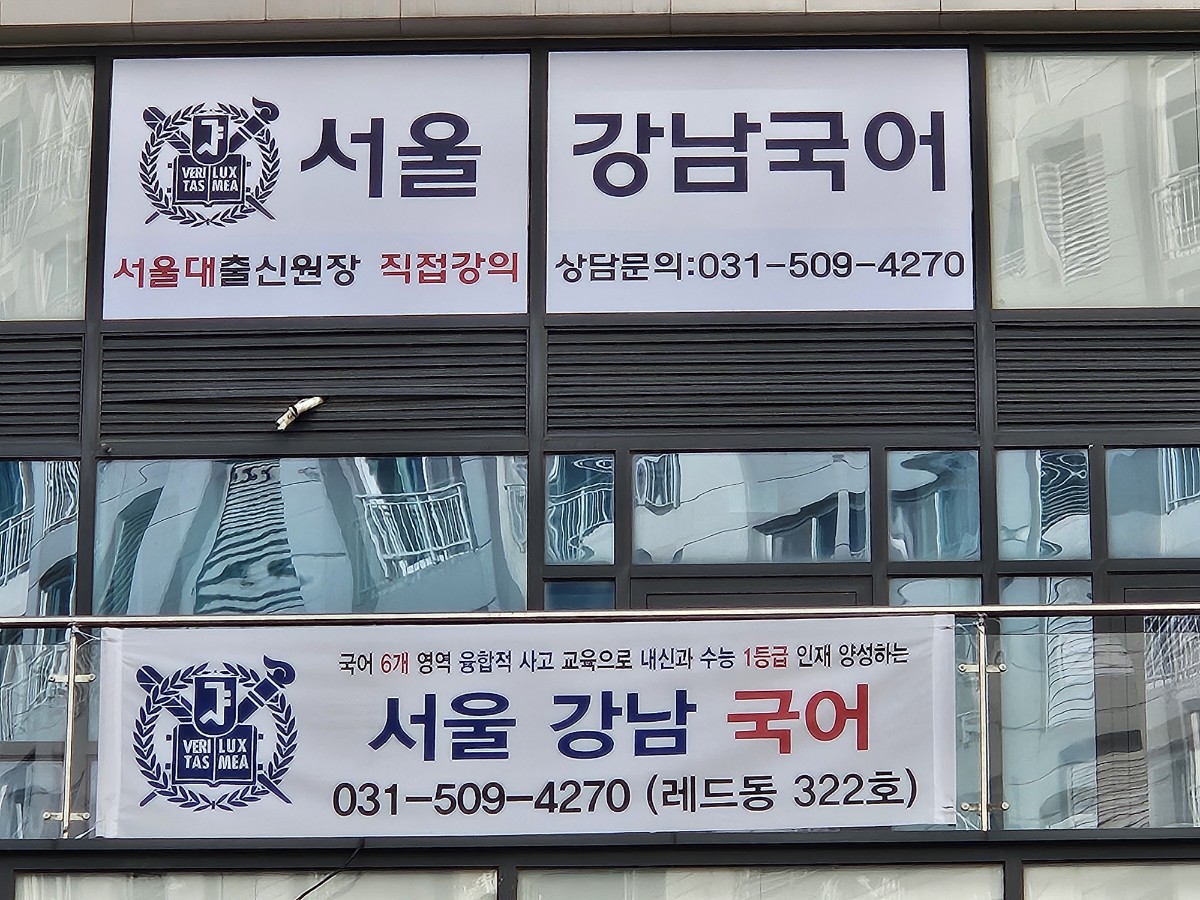 VERI LUX
TAS MEA
서울 강남국어
서울대출신원장 직접강의
상담문의:031-509-4270
국어 6개 영역 융합적 사고 교육으로 내신과 수능 1등급 인재 양성하는
VERI LUX
TAS MEA
서울 강남 국어
031-509-4270 (레드동 322호)